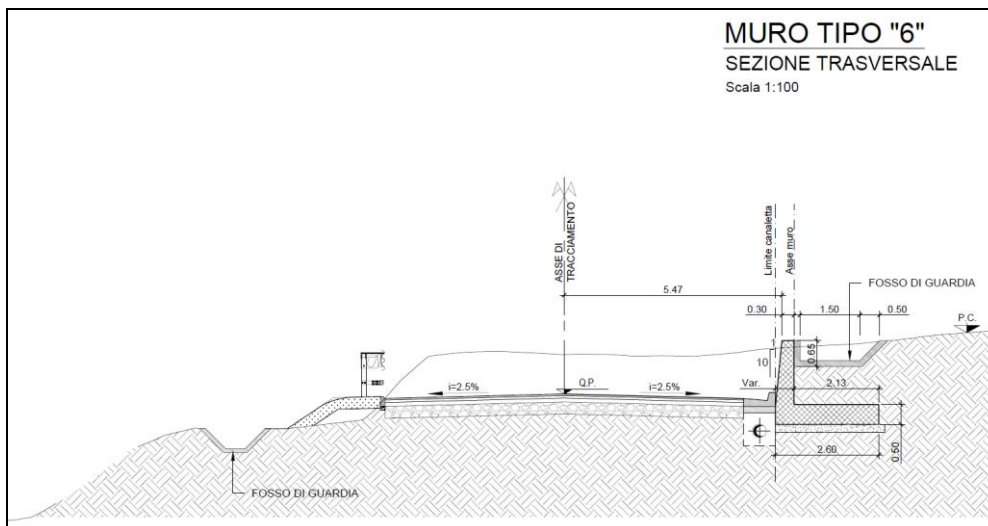 MURO TIPO "6"
SEZIONE TRASVERSALE
Scala 1:100
ASSE DI
TRACCIAMENTO
Limite canaletta
Asse muro
5.47
FOSSO DI GUARDIA
0.30
1.50
0.50
P.C.
1
10
0.65
i=2.5%
Q.P.
i=2.5%
Var.
2.13
2.60
0.50
FOSSO DI GUARDIA